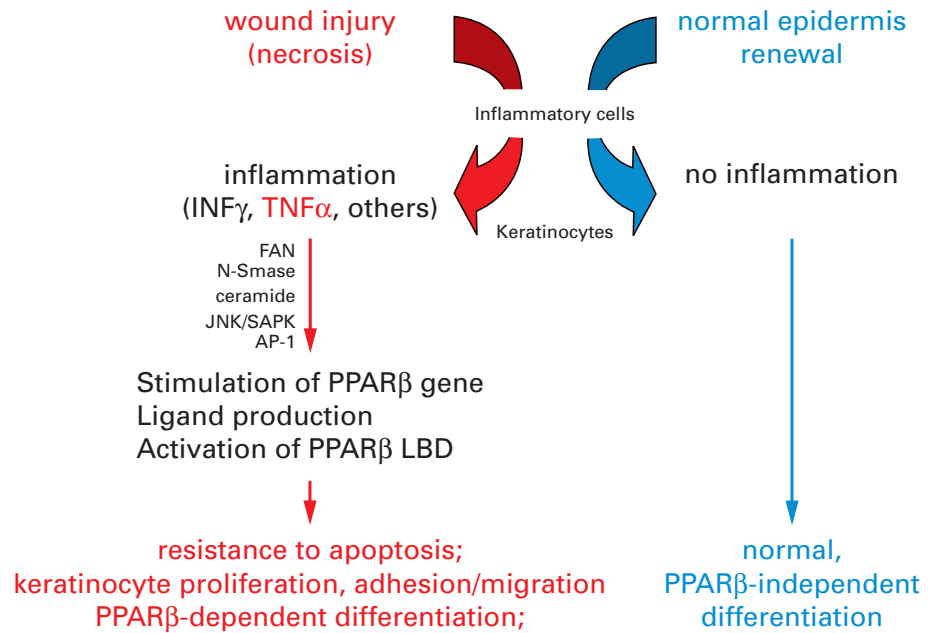 wound injury
(necrosis)
normal epidermis
renewal
Inflammatory cells
inflammation
(INFγ, TNFα, others)
no inflammation
Keratinocytes
FAN
N-Smase
ceramide
JNK/SAPK
AP-1
Stimulation of PPARβ gene
Ligand production
Activation of PPARβ LBD
resistance to apoptosis;
keratinocyte proliferation, adhesion/migration
PPARβ-dependent differentiation;
normal,
PPARβ-independent
differentiation